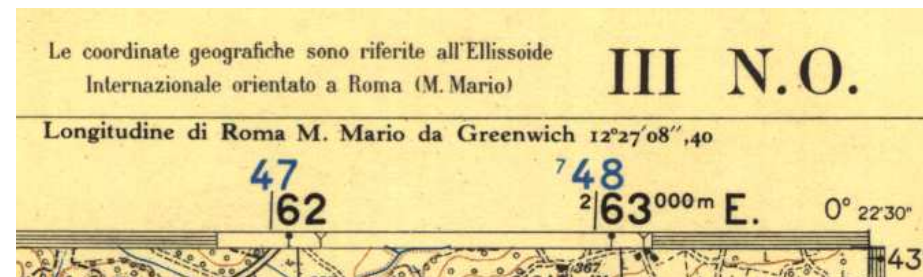 Le coordinate geografiche sono riferite all'Ellissoide
Internazionale orientato a Roma (M. Mario)
III N.O.
Longitudine di Roma M. Mario da Greenwich 12°27′08″,40
47 ⁷48
62 ²63⁰⁰⁰ᵐ E. 0° 22′30″
367 43